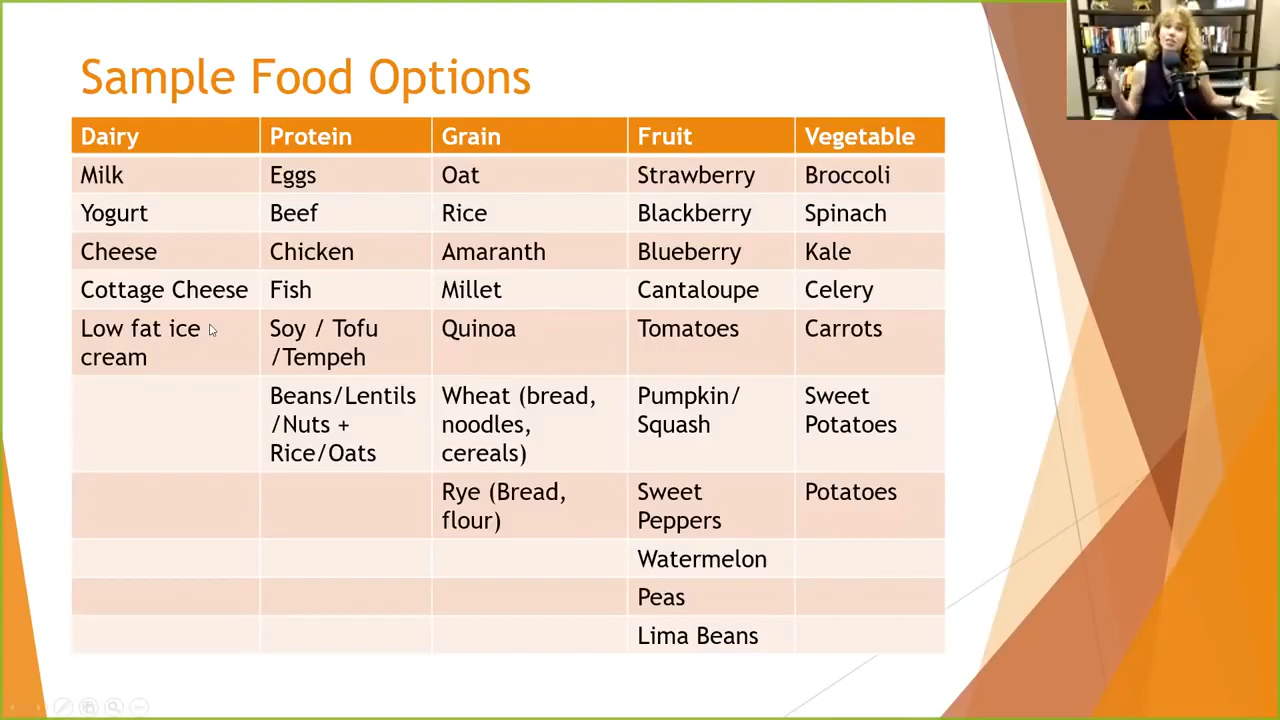 Sample Food Options
Dairy Protein Grain Fruit Vegetable
Milk Eggs Oat Strawberry Broccoli
Yogurt Beef Rice Blackberry Spinach
Cheese Chicken Amaranth Blueberry Kale
Cottage Cheese Fish Millet Cantaloupe Celery
Low fat ice Soy / Tofu Quinoa Tomatoes Carrots
cream /Tempeh
Beans/Lentils Wheat (bread, Pumpkin/ Sweet
/Nuts + noodles, Squash Potatoes
Rice/Oats cereals)
Rye (Bread, Sweet Potatoes
flour) Peppers
Watermelon
Peas
Lima Beans